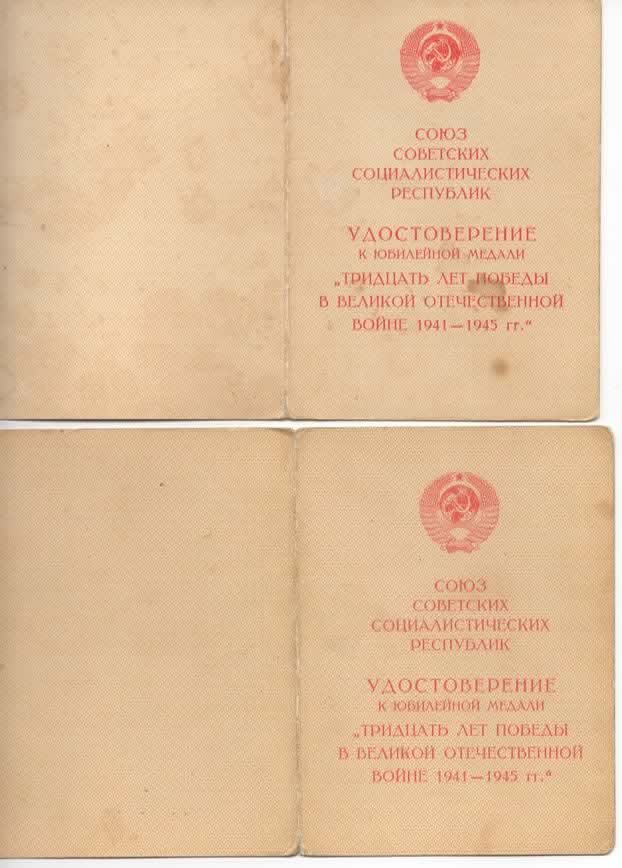 СОЮЗ
СОВЕТСКИХ
СОЦИАЛИСТИЧЕСКИХ
РЕСПУБЛИК
УДОСТОВЕРЕНИЕ
К ЮБИЛЕЙНОЙ МЕДАЛИ
„ТРИДЦАТЬ ЛЕТ ПОБЕДЫ
В ВЕЛИКОЙ ОТЕЧЕСТВЕННОЙ
ВОЙНЕ 1941—1945 гг.“
СОЮЗ
СОВЕТСКИХ
СОЦИАЛИСТИЧЕСКИХ
РЕСПУБЛИК
УДОСТОВЕРЕНИЕ
К ЮБИЛЕЙНОЙ МЕДАЛИ
„ТРИДЦАТЬ ЛЕТ ПОБЕДЫ
В ВЕЛИКОЙ ОТЕЧЕСТВЕННОЙ
ВОЙНЕ 1941—1945 гг.“